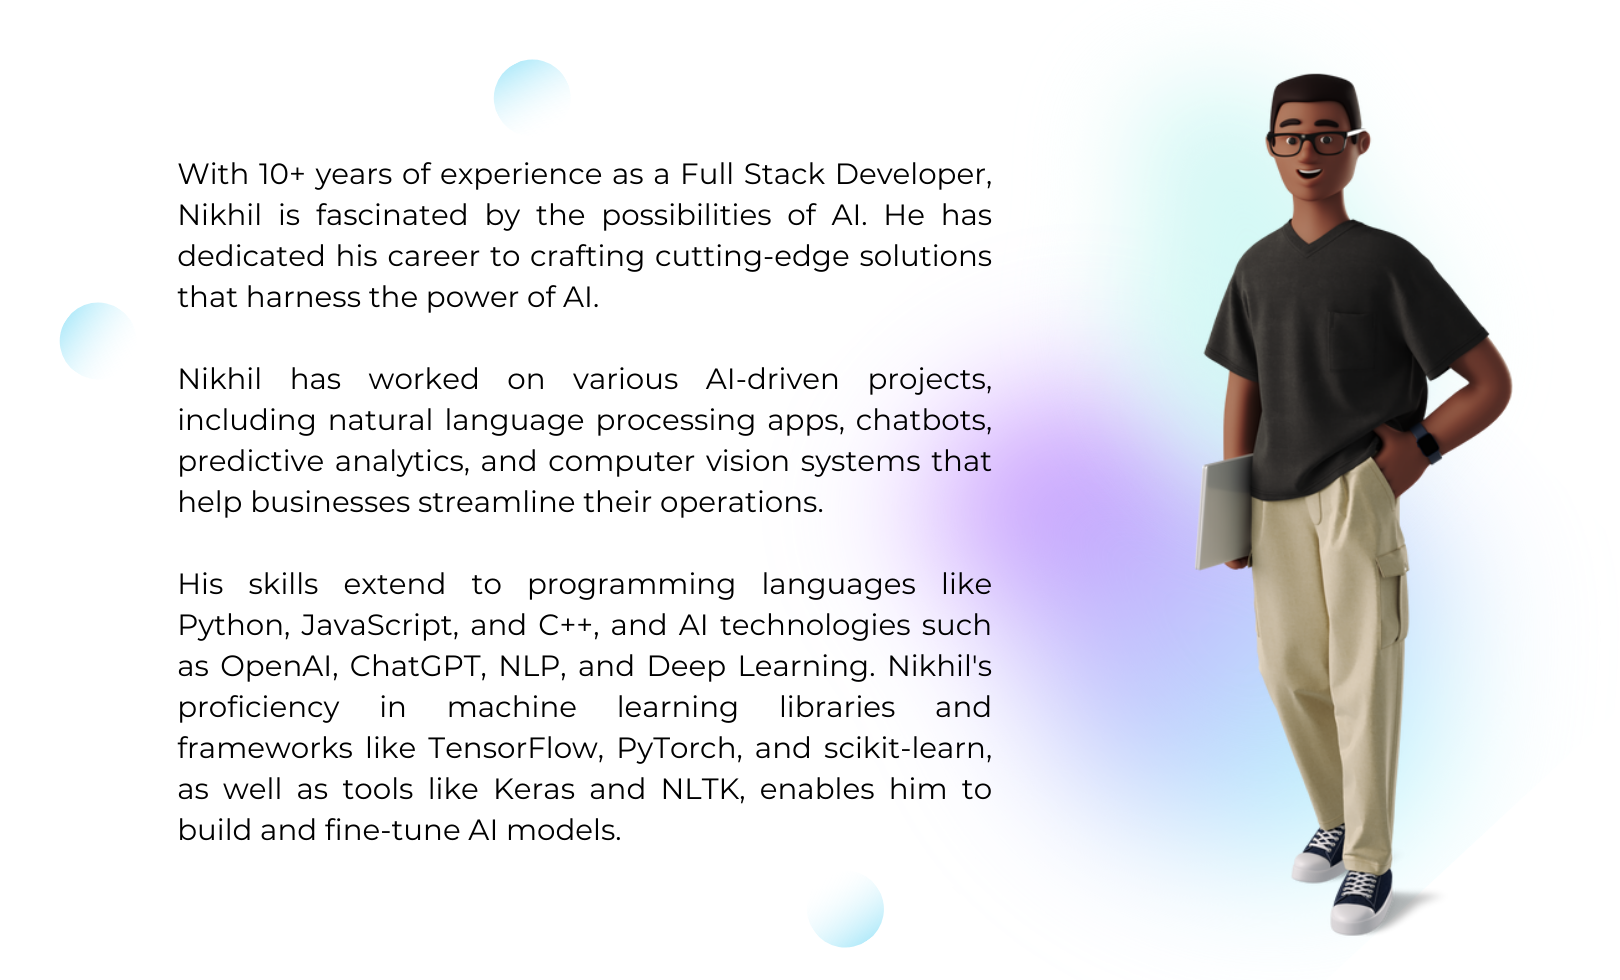 With 10+ years of experience as a Full Stack Developer,
Nikhil is fascinated by the possibilities of AI. He has
dedicated his career to crafting cutting-edge solutions
that harness the power of AI.
Nikhil has worked on various AI-driven projects,
including natural language processing apps, chatbots,
predictive analytics, and computer vision systems that
help businesses streamline their operations.
His skills extend to programming languages like
Python, JavaScript, and C++, and AI technologies such
as OpenAI, ChatGPT, NLP, and Deep Learning. Nikhil's
proficiency in machine learning libraries and
frameworks like TensorFlow, PyTorch, and scikit-learn,
as well as tools like Keras and NLTK, enables him to
build and fine-tune AI models.